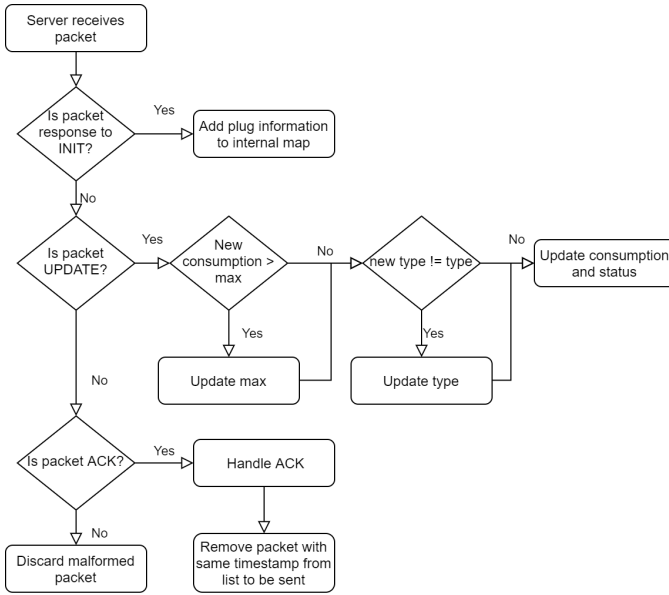 Server receives
packet
Is packet
response to
INIT?
Yes
Add plug information
to internal map
No
Is packet
UPDATE?
Yes
New
consumption >
max
No
new type != type
No
Update consumption
and status
Yes
Update max
Yes
Update type
No
Is packet ACK?
Yes
Handle ACK
No
Discard malformed
packet
Remove packet with
same timestamp from
list to be sent